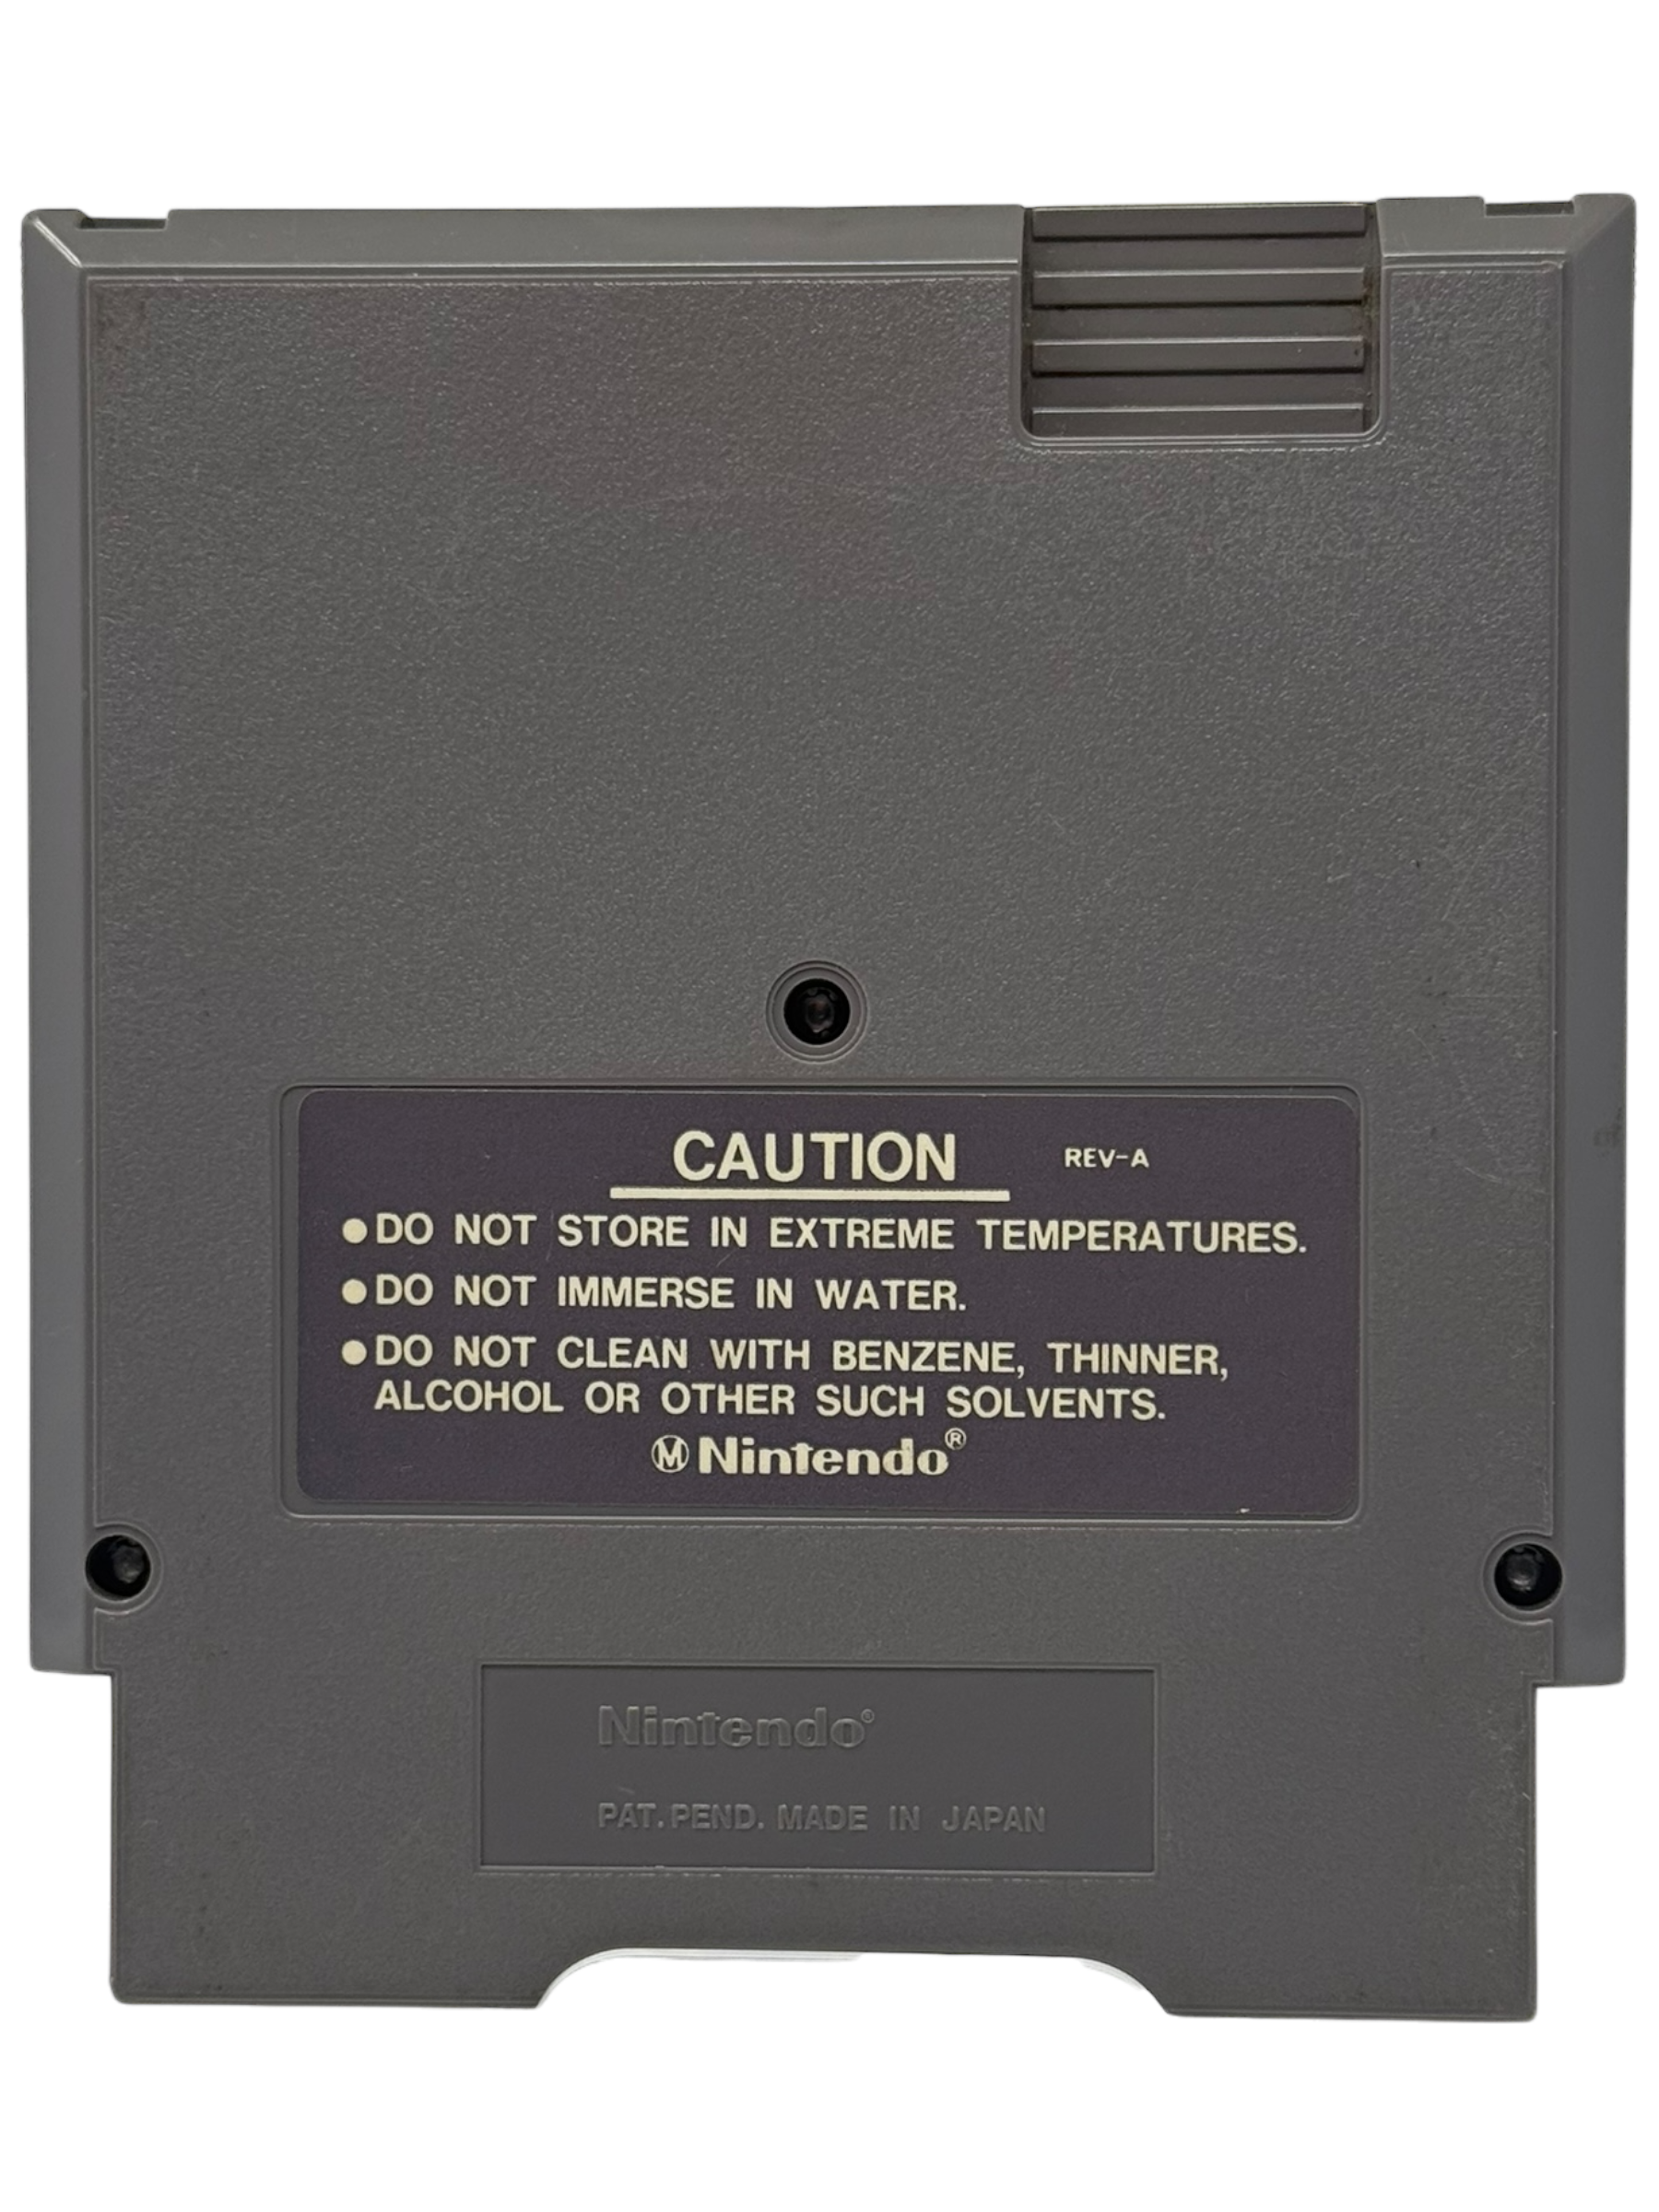 CAUTION REV-A
●DO NOT STORE IN EXTREME TEMPERATURES.
●DO NOT IMMERSE IN WATER.
●DO NOT CLEAN WITH BENZENE, THINNER,
ALCOHOL OR OTHER SUCH SOLVENTS.
Ⓜ Nintendo®
Nintendo®
PAT. PEND. MADE IN JAPAN